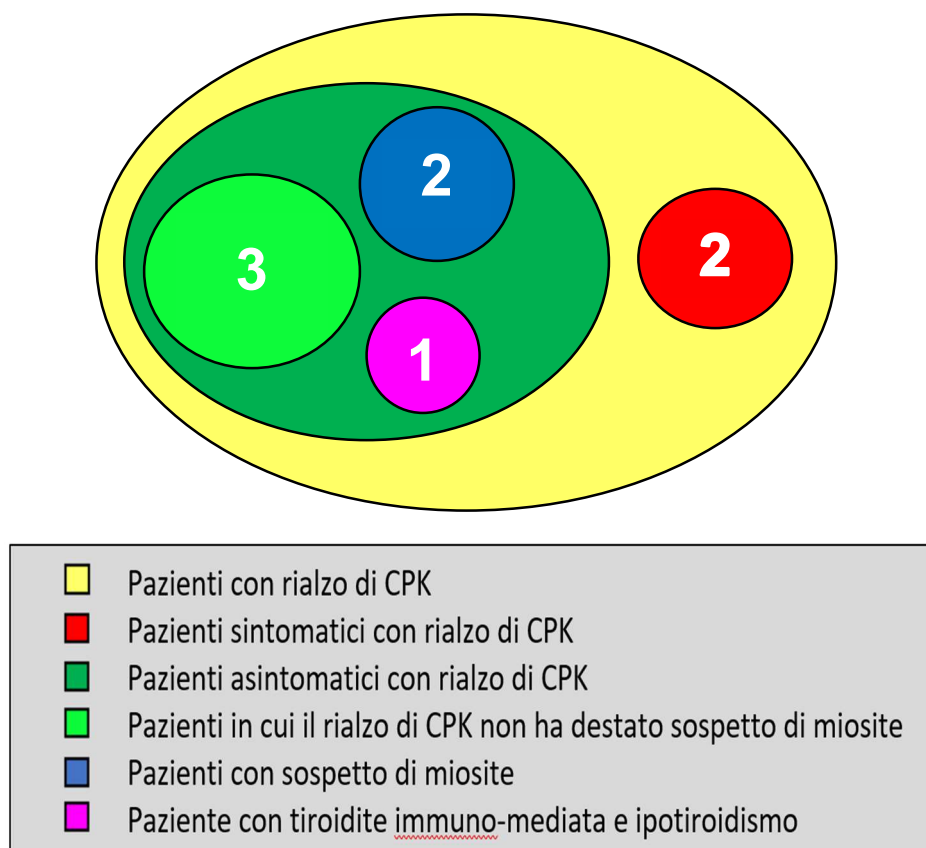 2
3
2
1
Pazienti con rialzo di CPK
Pazienti sintomatici con rialzo di CPK
Pazienti asintomatici con rialzo di CPK
Pazienti in cui il rialzo di CPK non ha destato sospetto di miosite
Pazienti con sospetto di miosite
Paziente con tiroidite immuno-mediata e ipotiroidismo